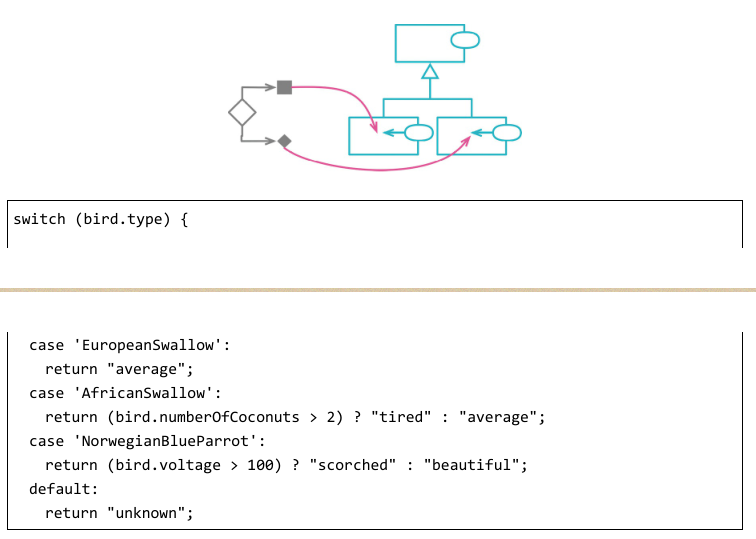 switch (bird.type) {
case 'EuropeanSwallow':
return "average";
case 'AfricanSwallow':
return (bird.numberOfCoconuts > 2) ? "tired" : "average";
case 'NorwegianBlueParrot':
return (bird.voltage > 100) ? "scorched" : "beautiful";
default:
return "unknown";